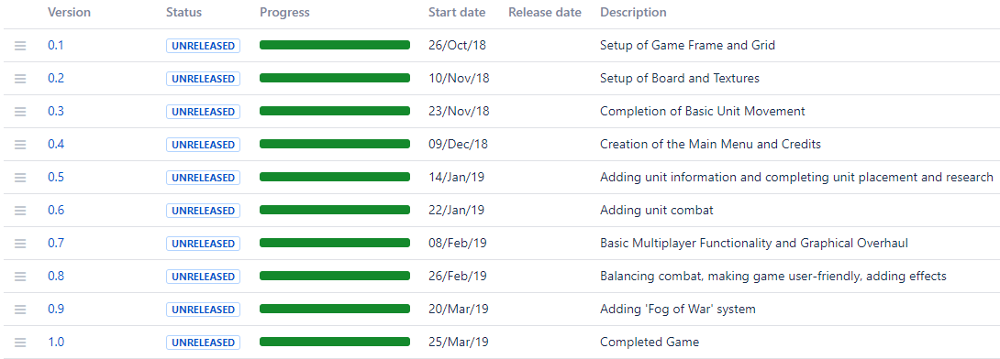 Version Status Progress Start date Release date Description
0.1 UNRELEASED 26/Oct/18 Setup of Game Frame and Grid
0.2 UNRELEASED 10/Nov/18 Setup of Board and Textures
0.3 UNRELEASED 23/Nov/18 Completion of Basic Unit Movement
0.4 UNRELEASED 09/Dec/18 Creation of the Main Menu and Credits
0.5 UNRELEASED 14/Jan/19 Adding unit information and completing unit placement and research
0.6 UNRELEASED 22/Jan/19 Adding unit combat
0.7 UNRELEASED 08/Feb/19 Basic Multiplayer Functionality and Graphical Overhaul
0.8 UNRELEASED 26/Feb/19 Balancing combat, making game user-friendly, adding effects
0.9 UNRELEASED 20/Mar/19 Adding 'Fog of War' system
1.0 UNRELEASED 25/Mar/19 Completed Game